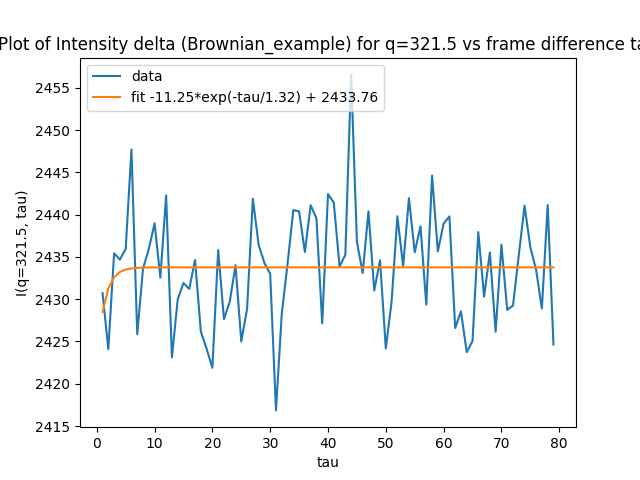 Plot of Intensity delta (Brownian_example) for q=321.5 vs frame difference ta
data
fit -11.25*exp(-tau/1.32) + 2433.76
I(q=321.5, tau)
2455
2450
2445
2440
2435
2430
2425
2420
2415
0 10 20 30 40 50 60 70 80
tau